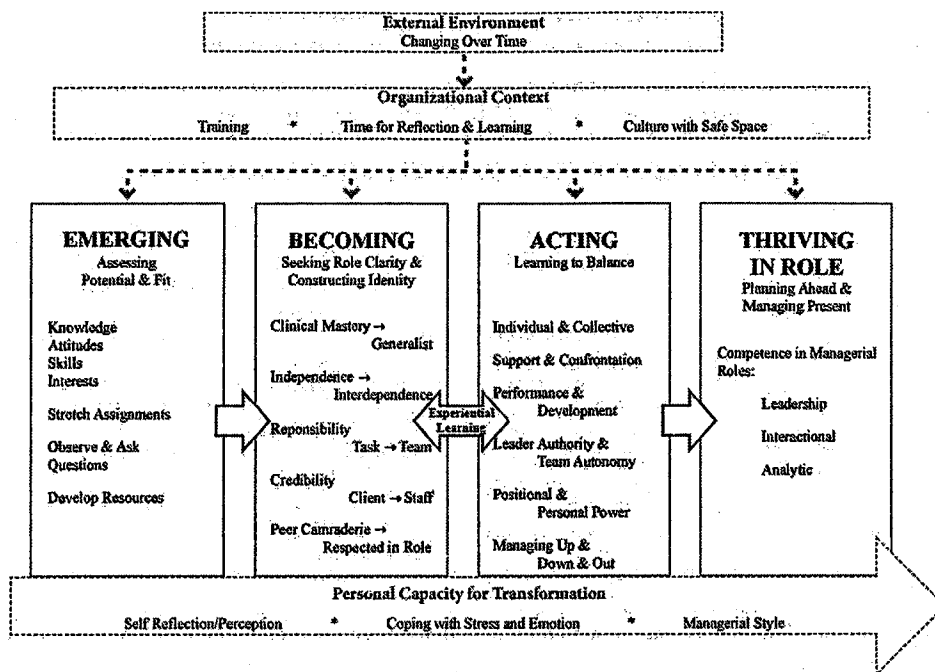 External Environment
Changing Over Time
Organizational Context
Training * Time for Reflection & Learning * Culture with Safe Space
EMERGING
Assessing
Potential & Fit
Knowledge
Attitudes
Skills
Interests
Stretch Assignments
Observe & Ask
Questions
Develop Resources
BECOMING
Seeking Role Clarity &
Constructing Identity
Clinical Mastery →
Generalist
Independence →
Interdependence
Reponsibility
Task → Team
Credibility
Client → Staff
Peer Camraderie →
Respected in Role
Experiential
Learning
ACTING
Learning to Balance
Individual & Collective
Support & Confrontation
Performance &
Development
Leader Authority &
Team Autonomy
Positional &
Personal Power
Managing Up &
Down & Out
THRIVING
IN ROLE
Planning Ahead &
Managing Present
Competence in Managerial
Roles:
Leadership
Interactional
Analytic
Personal Capacity for Transformation
Self Reflection/Perception * Coping with Stress and Emotion * Managerial Style